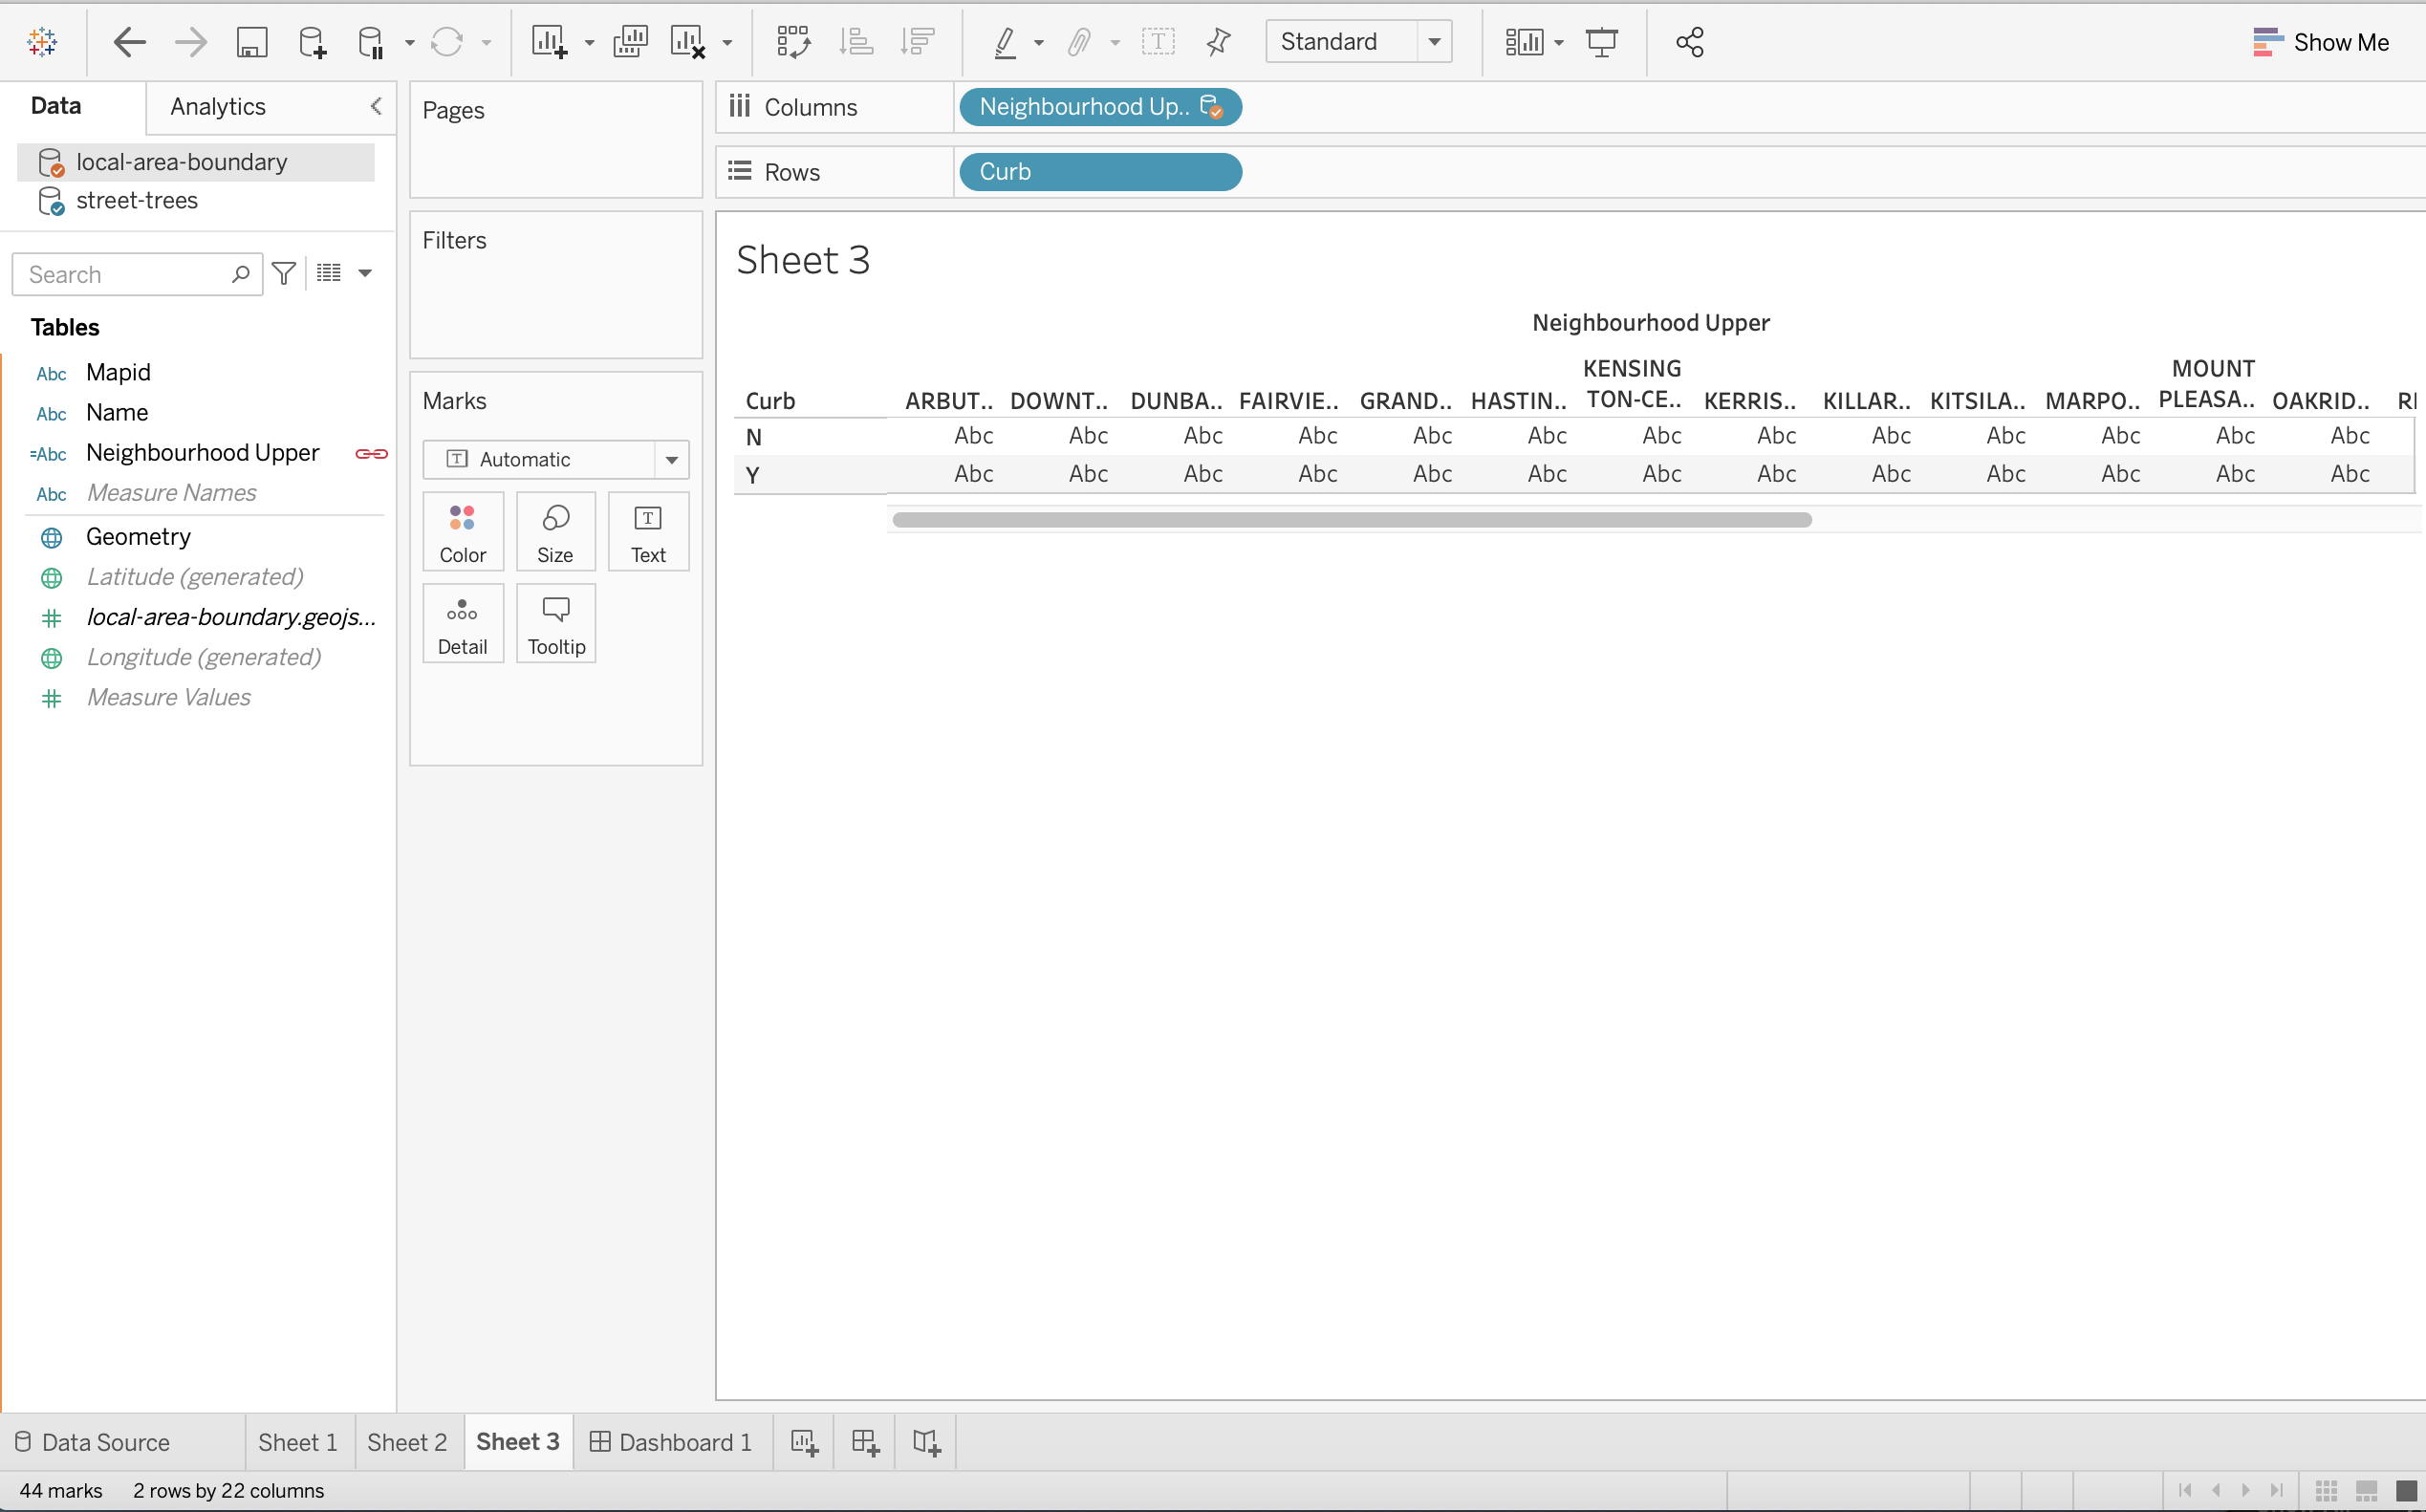 Standard
Show Me
Data
Analytics
local-area-boundary
street-trees
Search
Tables
Abc Mapid
Abc Name
=Abc Neighbourhood Upper
Abc Measure Names
Geometry
Latitude (generated)
# local-area-boundary.geojs...
Longitude (generated)
# Measure Values
Pages
Filters
Marks
T Automatic
Color Size T Text
Detail Tooltip
Columns Neighbourhood Up..
Rows Curb
Sheet 3
Neighbourhood Upper
KENSING MOUNT
Curb ARBUT.. DOWNT.. DUNBA.. FAIRVIE.. GRAND.. HASTIN.. TON-CE.. KERRIS.. KILLAR.. KITSILA.. MARPO.. PLEASA.. OAKRID..
N Abc Abc Abc Abc Abc Abc Abc Abc Abc Abc Abc Abc Abc
Y Abc Abc Abc Abc Abc Abc Abc Abc Abc Abc Abc Abc Abc
Data Source Sheet 1 Sheet 2 Sheet 3 Dashboard 1
44 marks 2 rows by 22 columns